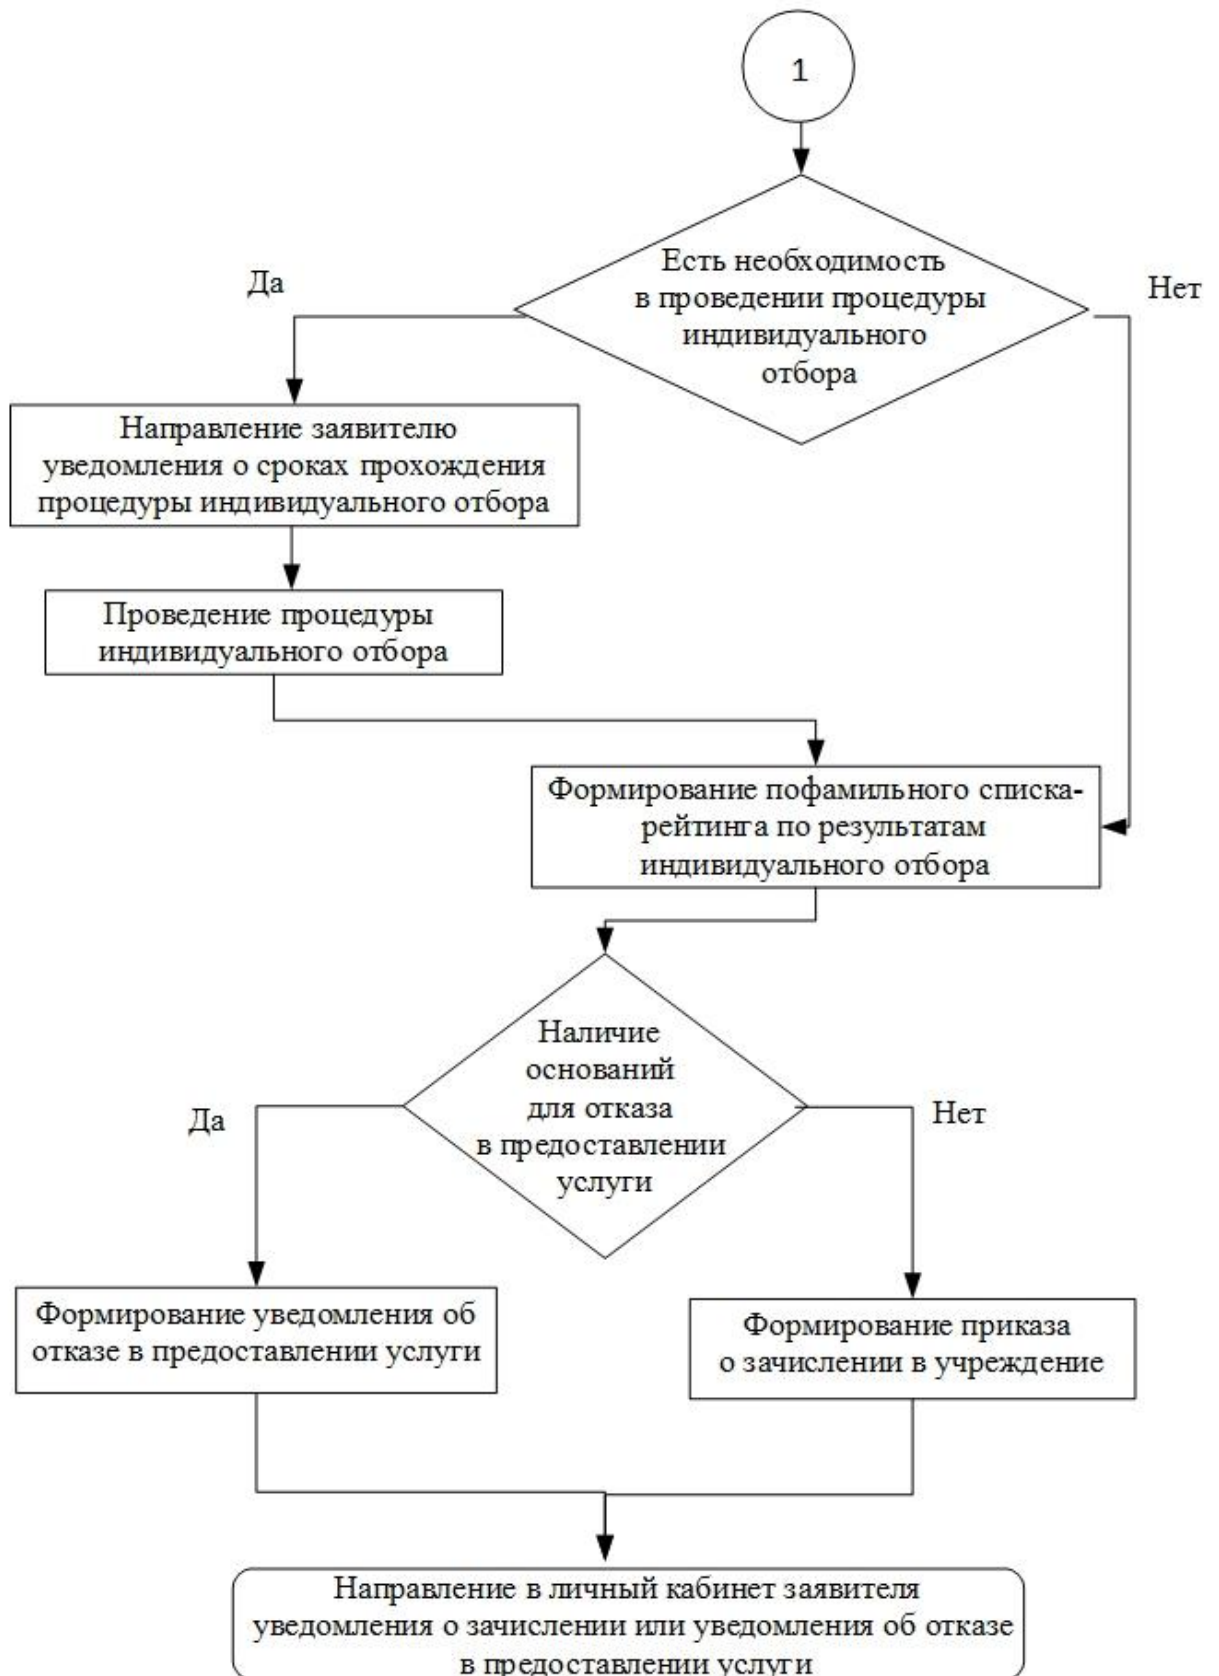 1
Есть необходимость
в проведении процедуры
индивидуального
отбора
Да
Нет
Направление заявителю
уведомления о сроках прохождения
процедуры индивидуального отбора
Проведение процедуры
индивидуального отбора
Формирование пофамильного списка-
рейтинга по результатам
индивидуального отбора
Наличие
оснований
для отказа
в предоставлении
услуги
Да
Нет
Формирование уведомления об
отказе в предоставлении услуги
Формирование приказа
о зачислении в учреждение
Направление в личный кабинет заявителя
уведомления о зачислении или уведомления об отказе
в предоставлении услуги